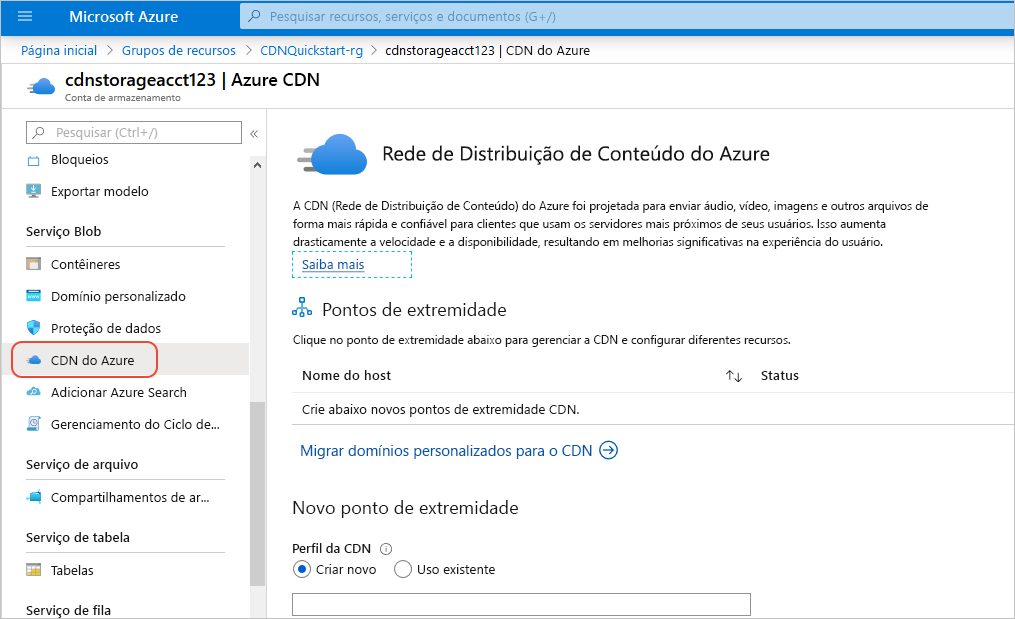 Microsoft Azure
Pesquisar recursos, serviços e documentos (G+/)
Página inicial > Grupos de recursos > CDNQuickstart-rg > cdnstorageacct123 | CDN do Azure
cdnstorageacct123 | Azure CDN
Conta de armazenamento
Pesquisar (Ctrl+/)
«
Bloqueios
Exportar modelo
Serviço Blob
Contêineres
Domínio personalizado
Proteção de dados
CDN do Azure
Adicionar Azure Search
Gerenciamento do Ciclo de...
Serviço de arquivo
Compartilhamentos de ar...
Serviço de tabela
Tabelas
Serviço de fila
Rede de Distribuição de Conteúdo do Azure
A CDN (Rede de Distribuição de Conteúdo) do Azure foi projetada para enviar áudio, vídeo, imagens e outros arquivos de
forma mais rápida e confiável para clientes que usam os servidores mais próximos de seus usuários. Isso aumenta
drasticamente a velocidade e a disponibilidade, resultando em melhorias significativas na experiência do usuário.
Saiba mais
Pontos de extremidade
Clique no ponto de extremidade abaixo para gerenciar a CDN e configurar diferentes recursos.
Nome do host Status
Crie abaixo novos pontos de extremidade CDN.
Migrar domínios personalizados para o CDN
Novo ponto de extremidade
Perfil da CDN
Criar novo Uso existente